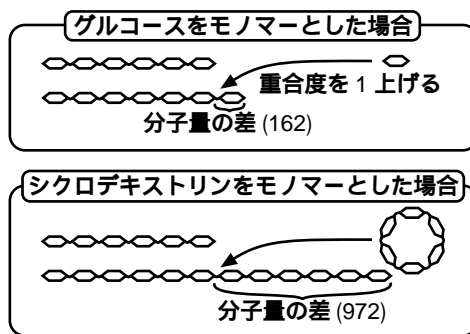 グルコースをモノマーとした場合
重合度を 1 上げる
分子量の差 (162)
シクロデキストリンをモノマーとした場合
分子量の差 (972)